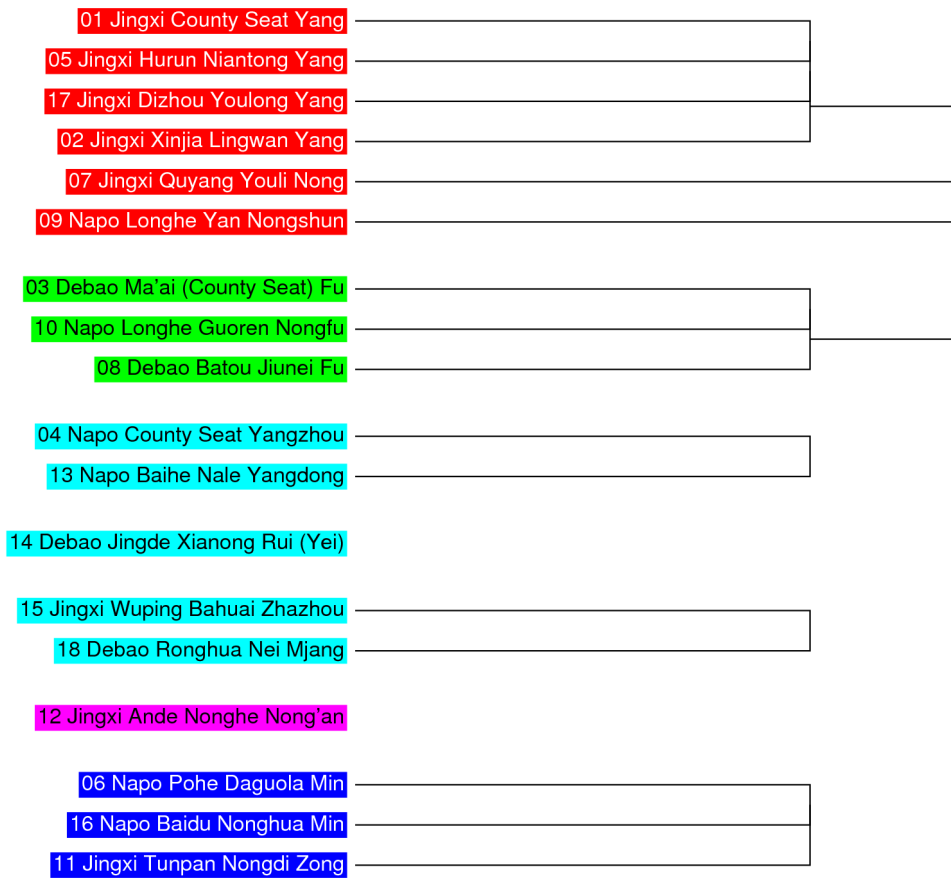 01 Jingxi County Seat Yang
05 Jingxi Hurun Niantong Yang
17 Jingxi Dizhou Youlong Yang
02 Jingxi Xinjia Lingwan Yang
07 Jingxi Quyang Youli Nong
09 Napo Longhe Yan Nongshun
03 Debao Ma'ai (County Seat) Fu
10 Napo Longhe Guoren Nongfu
08 Debao Batou Jiunei Fu
04 Napo County Seat Yangzhou
13 Napo Baihe Nale Yangdong
14 Debao Jingde Xianong Rui (Yei)
15 Jingxi Wuping Bahuai Zhazhou
18 Debao Ronghua Nei Mjang
12 Jingxi Ande Nonghe Nong'an
06 Napo Pohe Daguola Min
16 Napo Baidu Nonghua Min
11 Jingxi Tunpan Nongdi Zong